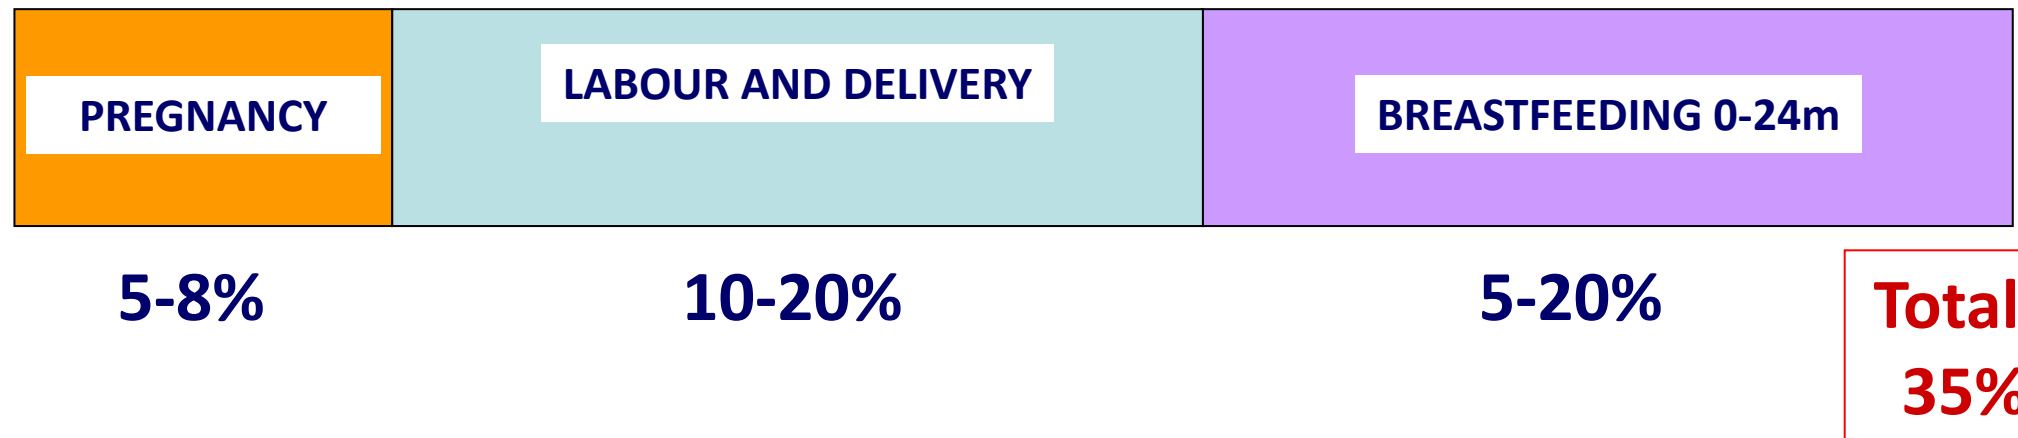 PREGNANCY
LABOUR AND DELIVERY
BREASTFEEDING 0-24m
5-8%
10-20%
5-20%
Total
35%